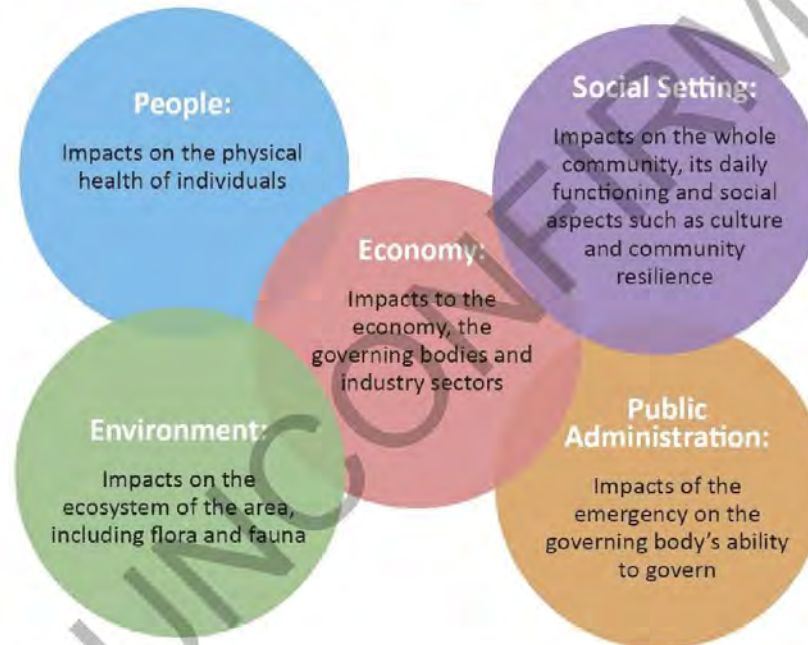 People:
Impacts on the physical
health of individuals
Social Setting:
Impacts on the whole
community, its daily
functioning and social
aspects such as culture
and community
resilience
Economy:
Impacts to the
economy, the
governing bodies and
industry sectors
Environment:
Impacts on the
ecosystem of the area,
including flora and fauna
Public
Administration:
Impacts of the
emergency on the
governing body's ability
to govern
UNCONFIRM